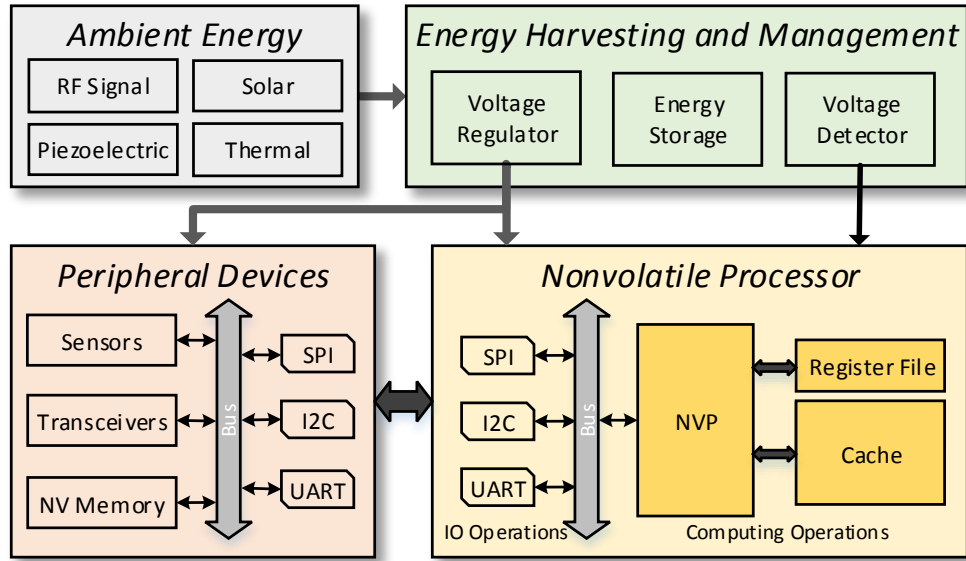 Ambient Energy
RF Signal
Solar
Piezoelectric
Thermal
Energy Harvesting and Management
Voltage
Regulator
Energy
Storage
Voltage
Detector
Peripheral Devices
Sensors
Transceivers
NV Memory
Bus
SPI
I2C
UART
Nonvolatile Processor
SPI
I2C
UART
Bus
NVP
Register File
Cache
IO Operations
Computing Operations